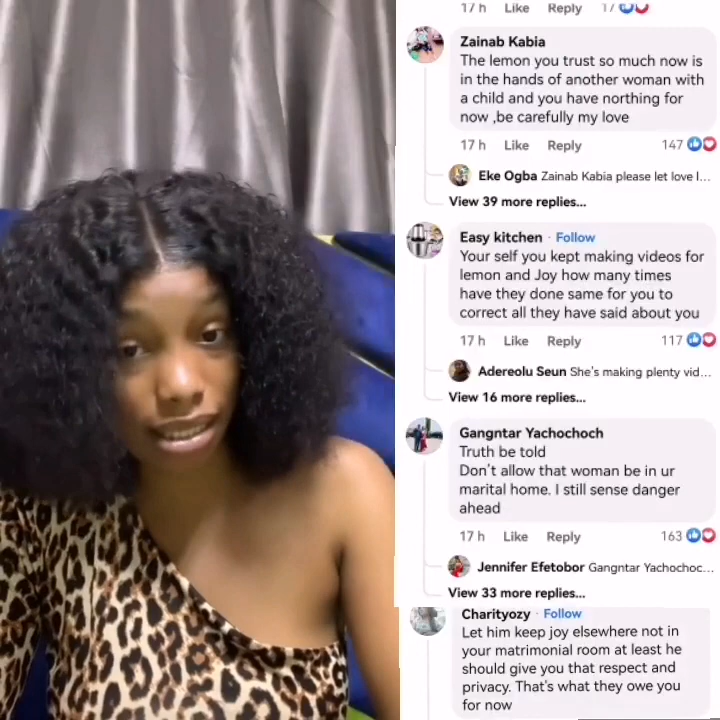 17 h Like Reply
Zainab Kabia
The lemon you trust so much now is
in the hands of another woman with
a child and you have northing for
now ,be carefully my love
17 h Like Reply 147
Eke Ogba Zainab Kabia please let love l...
View 39 more replies...
Easy kitchen · Follow
Your self you kept making videos for
lemon and Joy how many times
have they done same for you to
correct all they have said about you
17 h Like Reply 117
Adereolu Seun She's making plenty vid...
View 16 more replies...
Gangntar Yachochoch
Truth be told
Don't allow that woman be in ur
marital home. I still sense danger
ahead
17 h Like Reply 163
Jennifer Efetobor Gangntar Yachochoc...
View 33 more replies...
Charityozy · Follow
Let him keep joy elsewhere not in
your matrimonial room at least he
should give you that respect and
privacy. That's what they owe you
for now